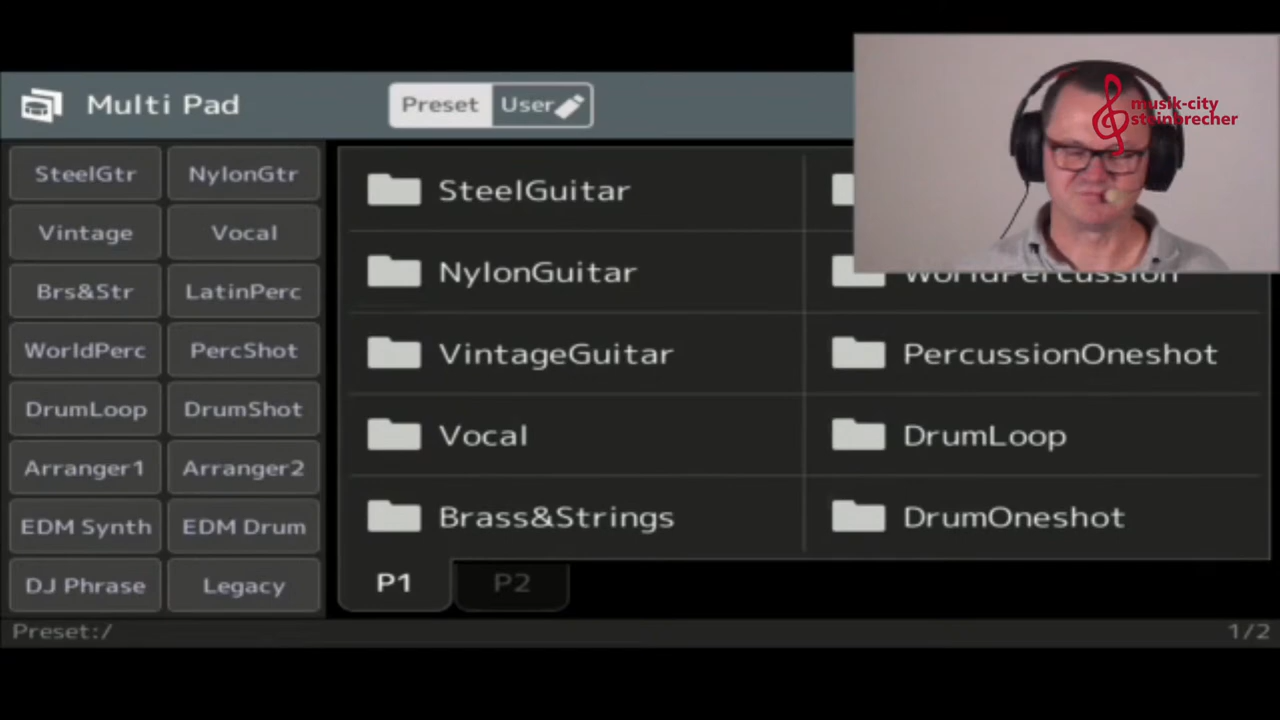 Multi Pad
Preset
User
musik-city
steinbrecher
SteelGtr
NylonGtr
Vintage
Vocal
Brs&Str
LatinPerc
WorldPerc
PercShot
DrumLoop
DrumShot
Arranger1
Arranger2
EDM Synth
EDM Drum
DJ Phrase
Legacy
SteelGuitar
NylonGuitar
WorldPercussion
VintageGuitar
PercussionOneshot
Vocal
DrumLoop
Brass&Strings
DrumOneshot
P1
P2
Preset:/
1/2